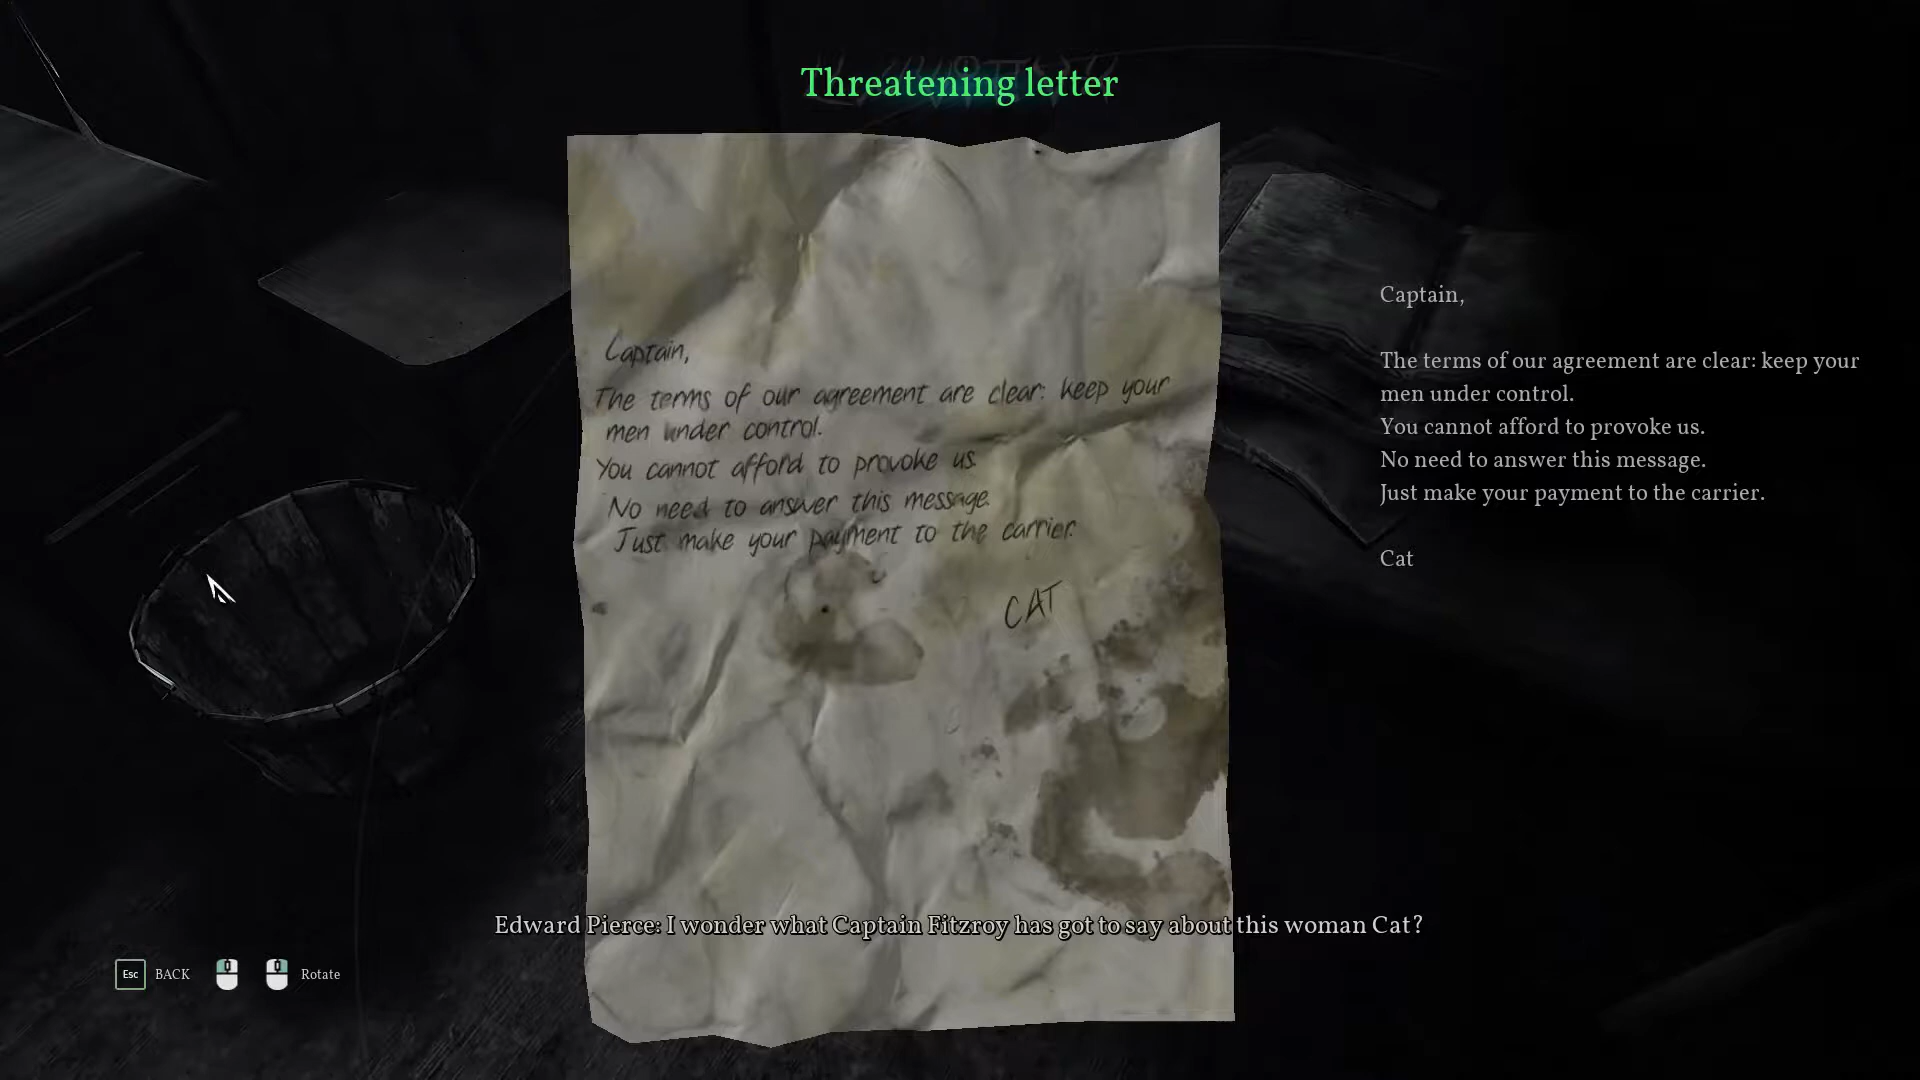 Threatening letter
Captain,
The terms of our agreement are clear: keep your
men under control.
You cannot afford to provoke us.
No need to answer this message.
Just make your payment to the carrier.
CAT
Captain,
The terms of our agreement are clear: keep your
men under control.
You cannot afford to provoke us.
No need to answer this message.
Just make your payment to the carrier.
Cat
Edward Pierce: I wonder what Captain Fitzroy has got to say about this woman Cat?
Esc BACK Rotate